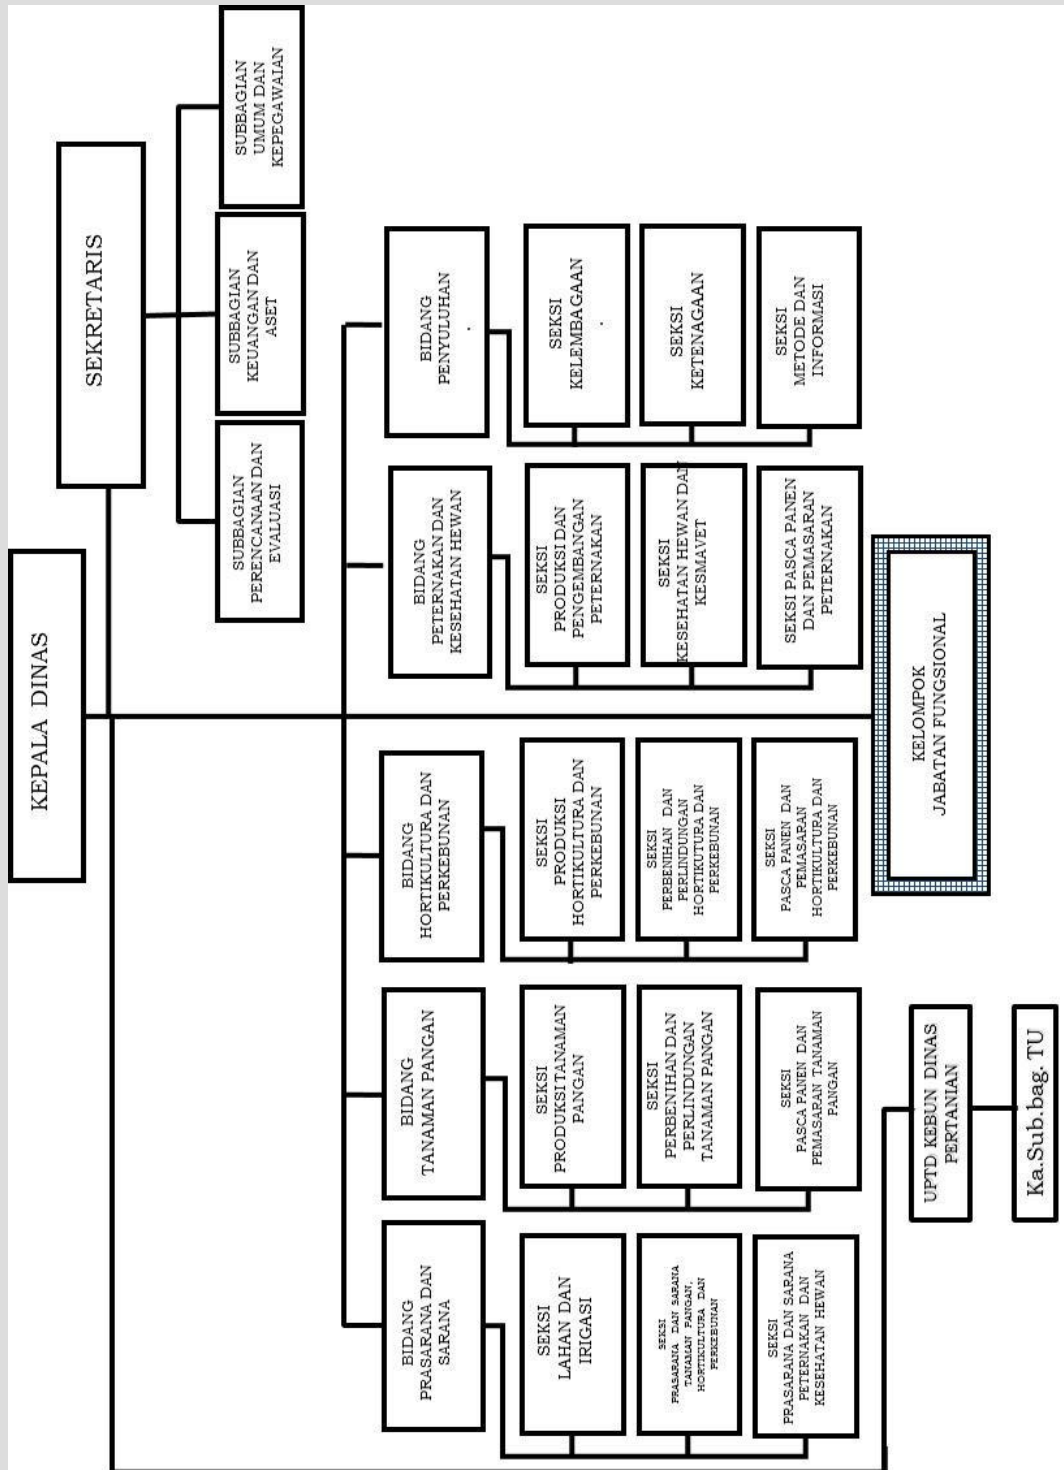 KEPALA DINAS
SEKRETARIS
SUBBAGIAN
PERENCANAAN DAN
EVALUASI
SUBBAGIAN
KEUANGAN DAN
ASET
SUBBAGIAN
UMUM DAN
KEPEGAWAIAN
BIDANG
PRASARANA DAN
SARANA
BIDANG
TANAMAN PANGAN
BIDANG
HORTIKULTURA DAN
PERKEBUNAN
BIDANG
PETERNAKAN DAN
KESEHATAN HEWAN
BIDANG
PENYULUHAN
.
SEKSI
LAHAN DAN
IRIGASI
SEKSI
PRODUKSI TANAMAN
PANGAN
SEKSI
PRODUKSI
HORTIKULTURA DAN
PERKEBUNAN
SEKSI
PRODUKSI DAN
PENGEMBANGAN
PETERNAKAN
SEKSI
KELEMBAGAAN
.
SEKSI
PRASARANA DAN SARANA
TANAMAN PANGAN,
HORTIKULTURA DAN
PERKEBUNAN
SEKSI
PERBENIHAN DAN
PERLINDUNGAN
TANAMAN PANGAN
SEKSI
PERBENIHAN DAN
PERLINDUNGAN
HORTIKUTURA DAN
PERKEBUNAN
SEKSI
KESEHATAN HEWAN DAN
KESMAVET
SEKSI
KETENAGAAN
SEKSI
PRASARANA DAN SARANA
PETERNAKAN DAN
KESEHATAN HEWAN
SEKSI
PASCA PANEN DAN
PEMASARAN TANAMAN
PANGAN
SEKSI
PASCA PANEN DAN
PEMASARAN
HORTIKULTURA DAN
PERKEBUNAN
SEKSI PASCA PANEN
DAN PEMASARAN
PETERNAKAN
SEKSI
METODE DAN
INFORMASI
KELOMPOK
JABATAN FUNGSIONAL
UPTD KEBUN DINAS
PERTANIAN
Ka.Sub.bag. TU